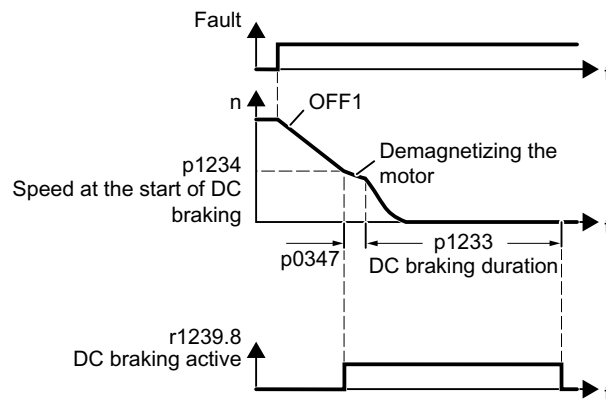 Fault
t
n
OFF1
p1234
Speed at the start of DC
braking
Demagnetizing the
motor
t
p0347
p1233
DC braking duration
r1239.8
DC braking active
t